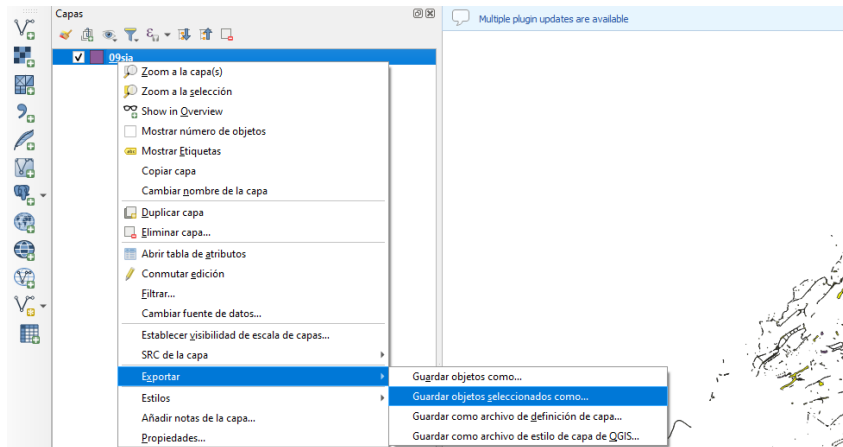 Capas
Multiple plugin updates are available
09sia
Zoom a la capa(s)
Zoom a la selección
Show in Overview
Mostrar número de objetos
Mostrar Etiquetas
Copiar capa
Cambiar nombre de la capa
Duplicar capa
Eliminar capa...
Abrir tabla de atributos
Conmutar edición
Filtrar...
Cambiar fuente de datos...
Establecer visibilidad de escala de capas...
SRC de la capa
Exportar
Guardar objetos como...
Estilos
Guardar objetos seleccionados como...
Añadir notas de la capa...
Guardar como archivo de definición de capa...
Propiedades...
Guardar como archivo de estilo de capa de QGIS...